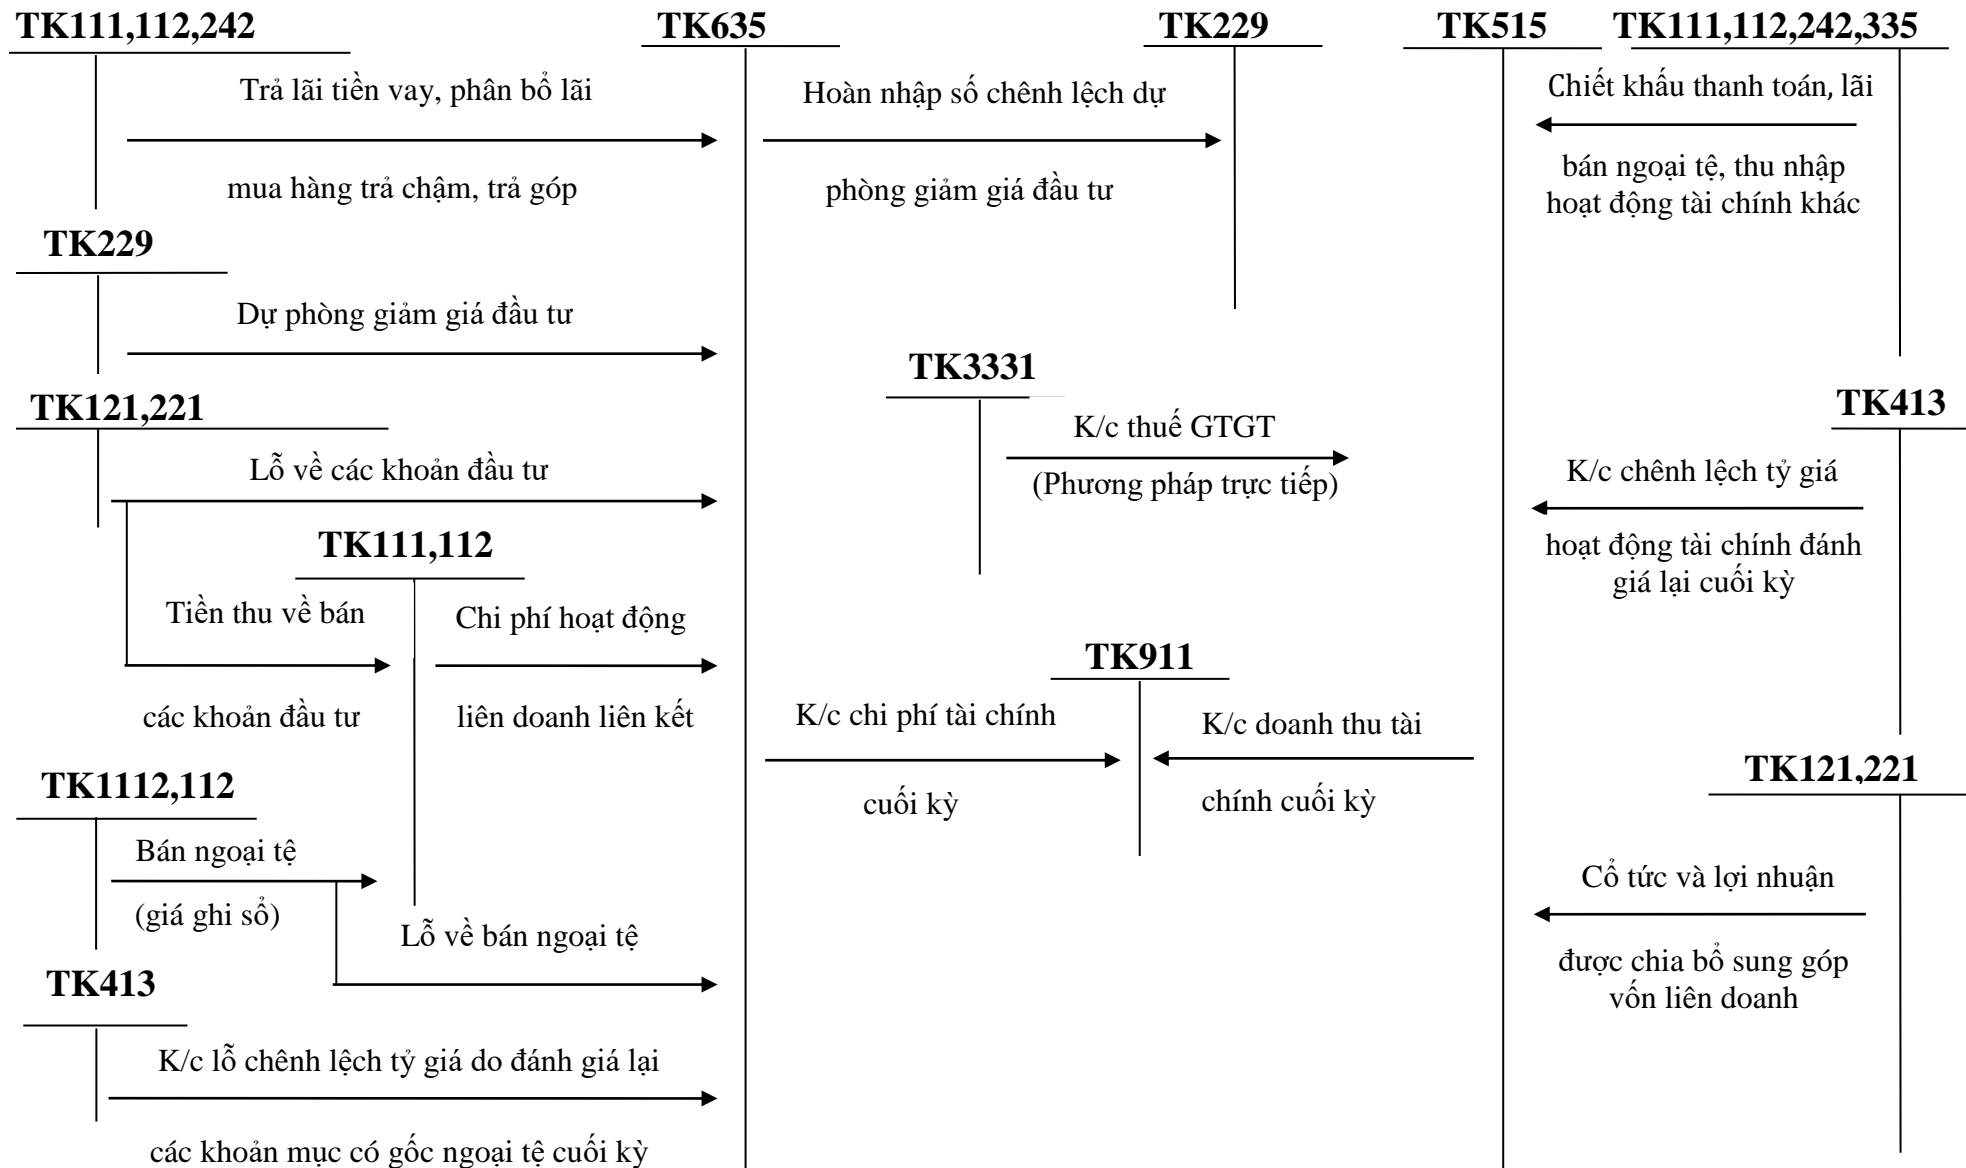 TK111,112,242
TK635
TK229
TK515
TK111,112,242,335
Trả lãi tiền vay, phân bổ lãi
mua hàng trả chậm, trả góp
Hoàn nhập số chênh lệch dự
phòng giảm giá đầu tư
Chiết khấu thanh toán, lãi
bán ngoại tệ, thu nhập
hoạt động tài chính khác
TK229
Dự phòng giảm giá đầu tư
TK3331
K/c thuế GTGT
(Phương pháp trực tiếp)
TK413
K/c chênh lệch tỷ giá
hoạt động tài chính đánh
giá lại cuối kỳ
TK121,221
Lỗ về các khoản đầu tư
TK111,112
Tiền thu về bán
các khoản đầu tư
Chi phí hoạt động
liên doanh liên kết
TK911
K/c chi phí tài chính
cuối kỳ
K/c doanh thu tài
chính cuối kỳ
TK121,221
Cổ tức và lợi nhuận
được chia bổ sung góp
vốn liên doanh
TK1112,112
Bán ngoại tệ
(giá ghi sổ)
Lỗ về bán ngoại tệ
TK413
K/c lỗ chênh lệch tỷ giá do đánh giá lại
các khoản mục có gốc ngoại tệ cuối kỳ